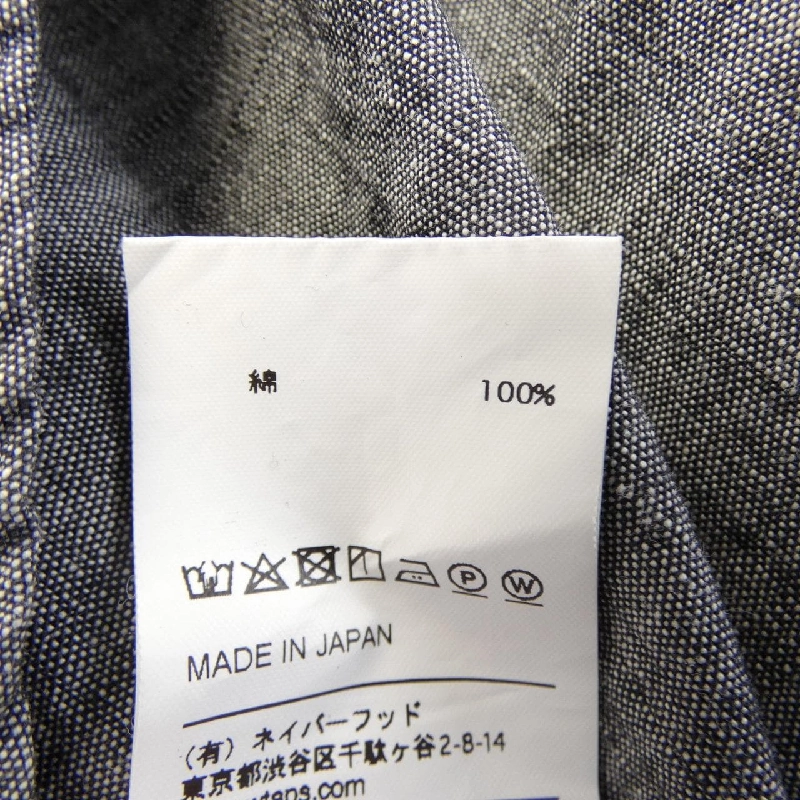 綿 100%
P W
MADE IN JAPAN
(有) ネイバーフッド
東京都渋谷区千駄ヶ谷2-8-14